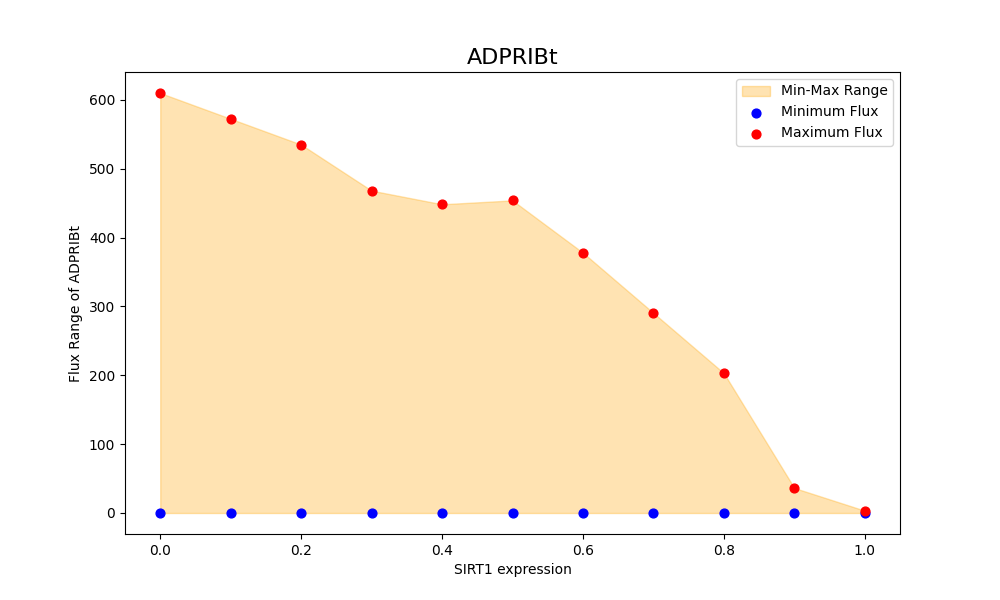 ADPRIBt
Min-Max Range
Minimum Flux
Maximum Flux
Flux Range of ADPRIBt
600
500
400
300
200
100
0
0.0 0.2 0.4 0.6 0.8 1.0
SIRT1 expression